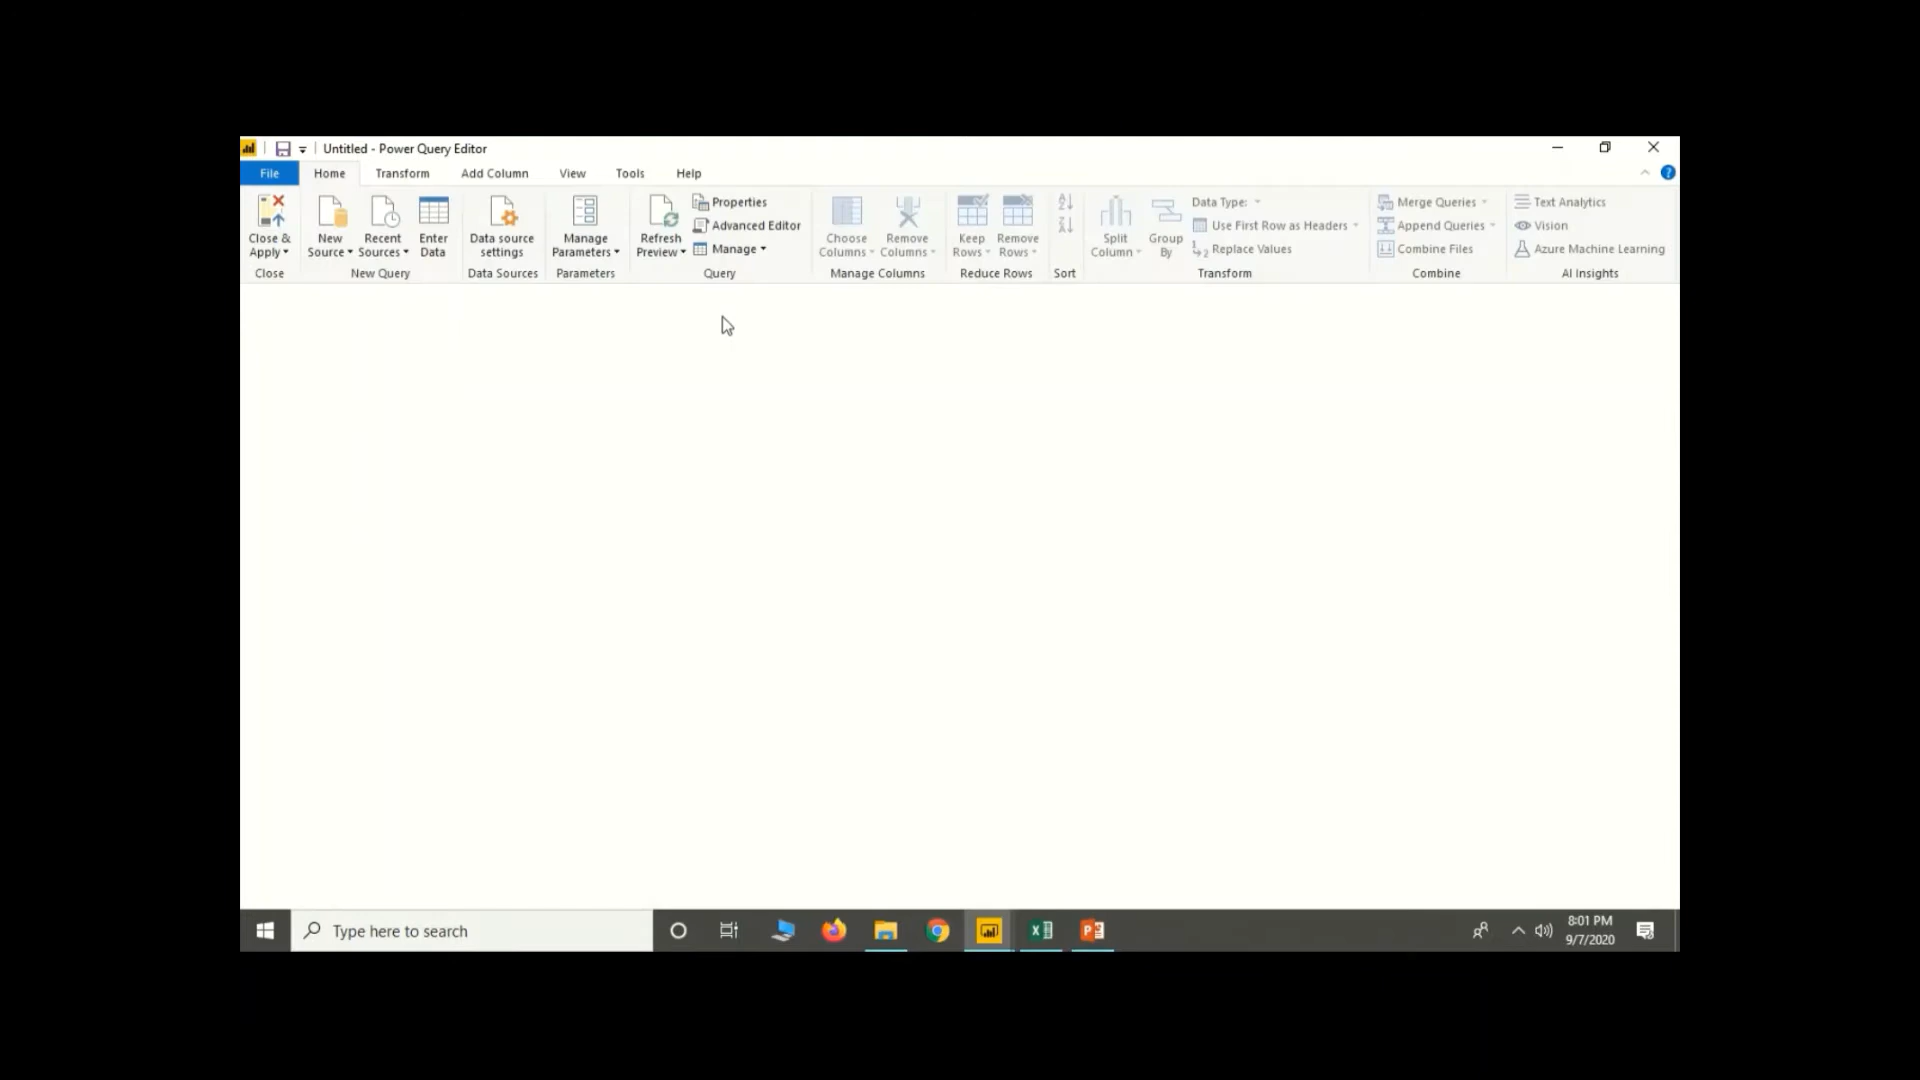 Untitled - Power Query Editor
File Home Transform Add Column View Tools Help
Close & Apply
New Source
Recent Sources
Enter Data
Data source settings
Manage Parameters
Refresh Preview
Properties
Advanced Editor
Manage
Choose Columns
Remove Columns
Keep Rows
Remove Rows
Split Column
Group By
Data Type:
Use First Row as Headers
Replace Values
Merge Queries
Append Queries
Combine Files
Text Analytics
Vision
Azure Machine Learning
Close New Query Data Sources Parameters Query Manage Columns Reduce Rows Sort Transform Combine AI Insights
Type here to search
8:01 PM
9/7/2020